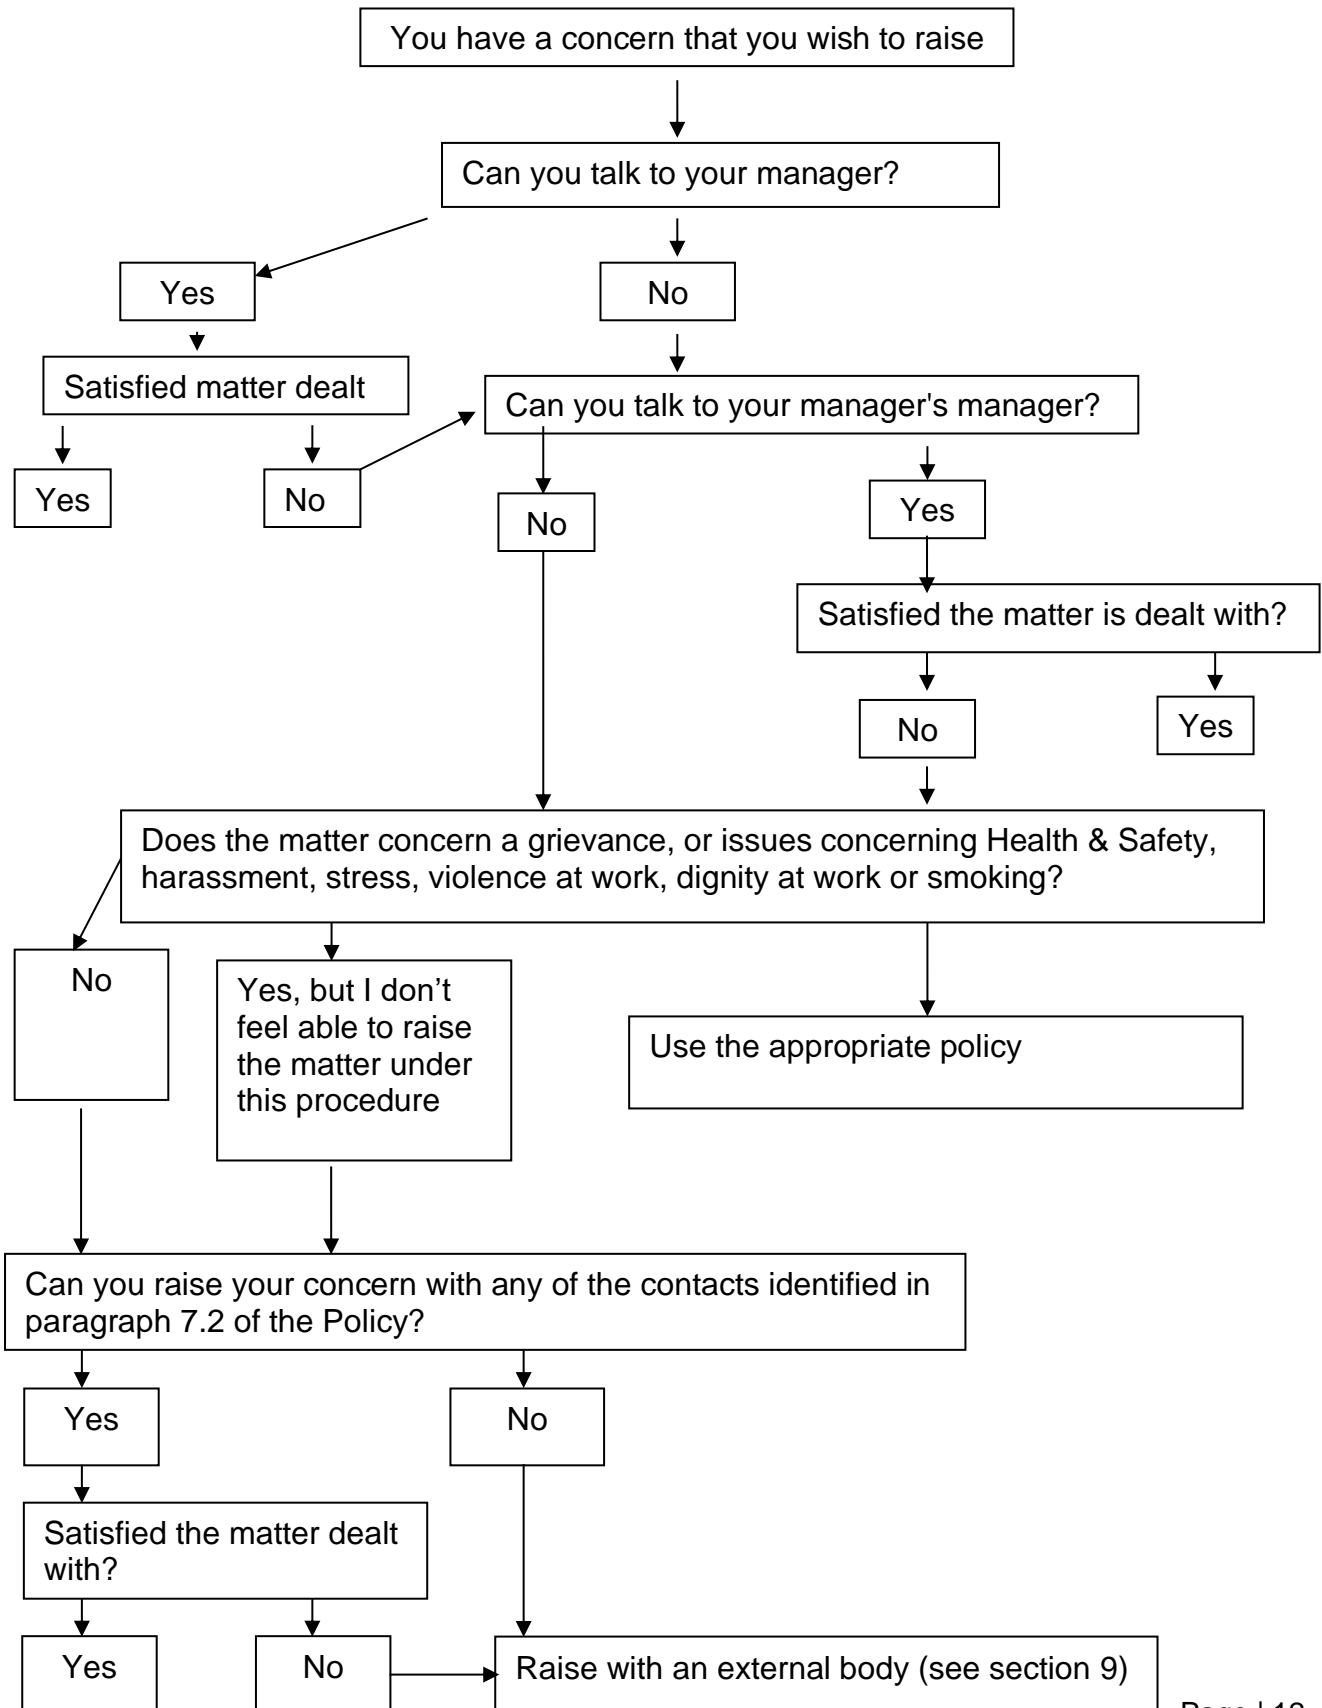 You have a concern that you wish to raise
Can you talk to your manager?
Yes
No
Satisfied matter dealt
Can you talk to your manager's manager?
Yes
No
No
Yes
Satisfied the matter is dealt with?
No
Yes
Does the matter concern a grievance, or issues concerning Health & Safety,
harassment, stress, violence at work, dignity at work or smoking?
No
Yes, but I don’t
feel able to raise
the matter under
this procedure
Use the appropriate policy
Can you raise your concern with any of the contacts identified in
paragraph 7.2 of the Policy?
Yes
No
Satisfied the matter dealt
with?
Yes
No
Raise with an external body (see section 9)